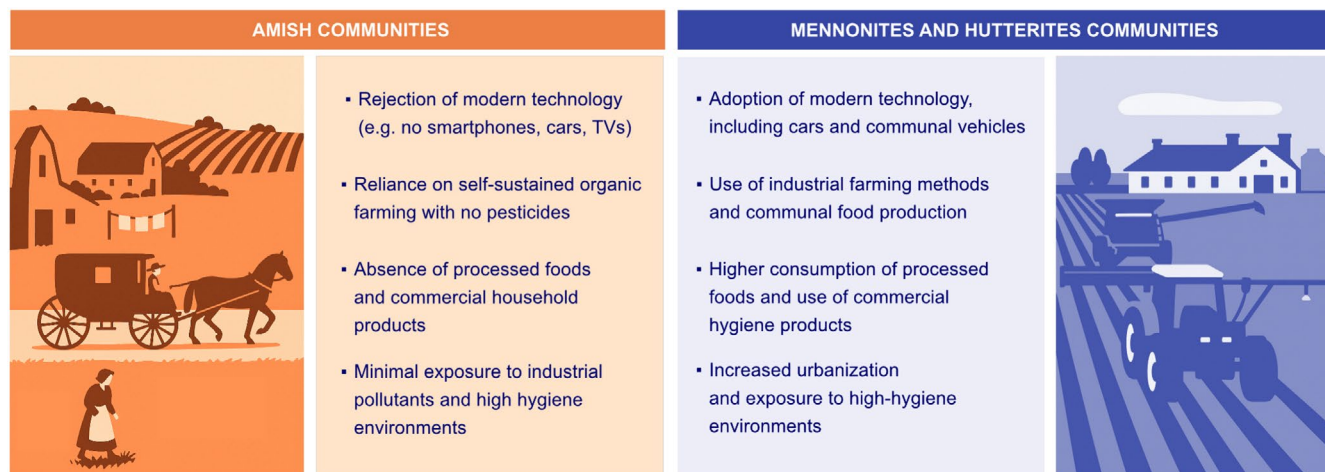 AMISH COMMUNITIES
▪ Rejection of modern technology
(e.g. no smartphones, cars, TVs)
▪ Reliance on self-sustained organic
farming with no pesticides
▪ Absence of processed foods
and commercial household
products
▪ Minimal exposure to industrial
pollutants and high hygiene
environments
MENNONITES AND HUTTERITES COMMUNITIES
▪ Adoption of modern technology,
including cars and communal vehicles
▪ Use of industrial farming methods
and communal food production
▪ Higher consumption of processed
foods and use of commercial
hygiene products
▪ Increased urbanization
and exposure to high-hygiene
environments